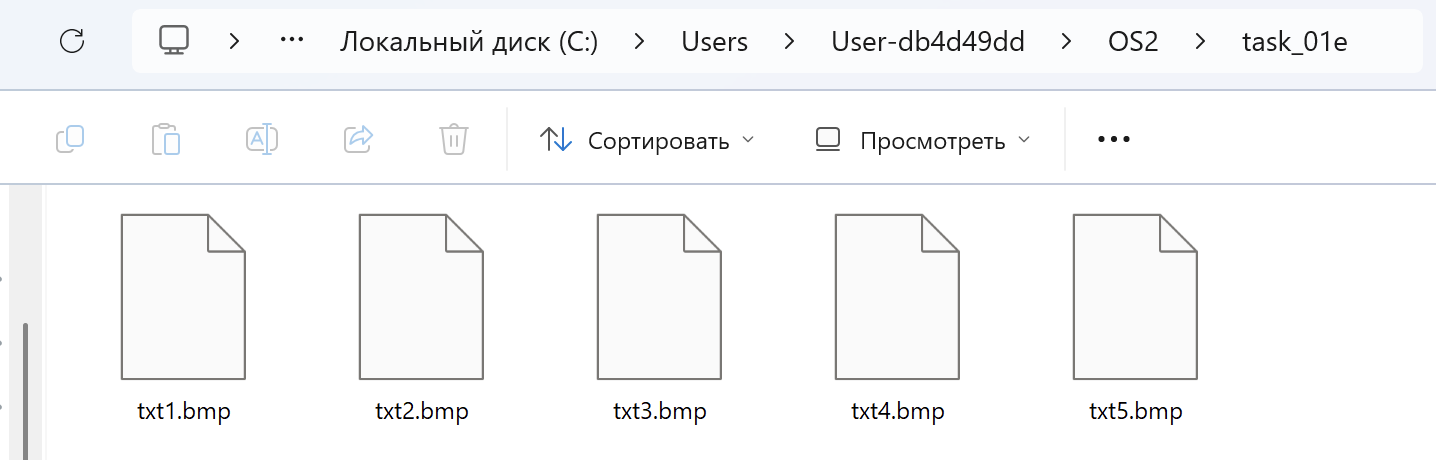 Локальный диск (C:) Users User-db4d49dd OS2 task_01e
Сортировать Просмотреть
txt1.bmp txt2.bmp txt3.bmp txt4.bmp txt5.bmp